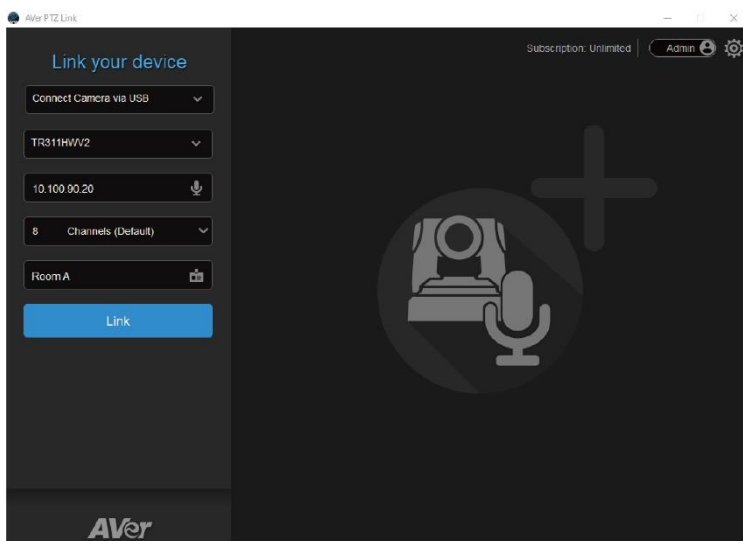 AVer PTZ Link
Subscription: Unlimited
Admin
Link your device
Connect Camera via USB
TR311HWV2
10.100.90.20
8 Channels (Default)
Room A
Link
AVer